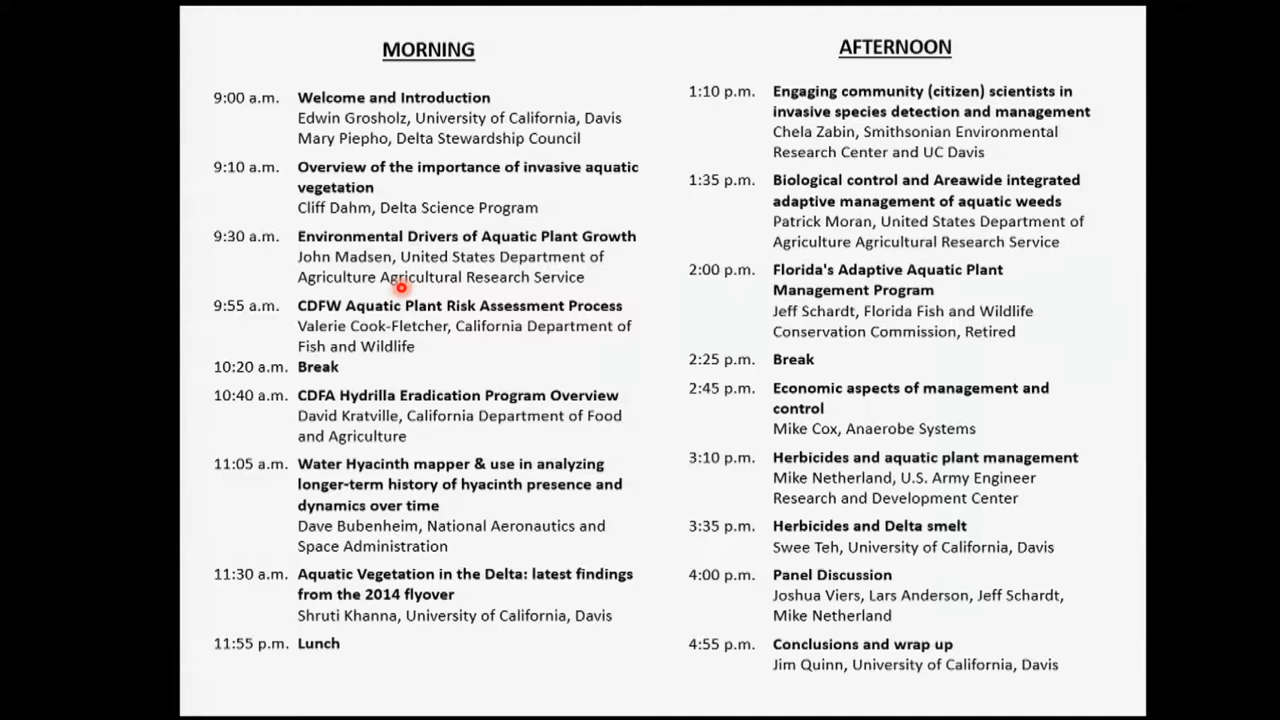 MORNING
9:00 a.m. Welcome and Introduction
Edwin Grosholz, University of California, Davis
Mary Piepho, Delta Stewardship Council
9:10 a.m. Overview of the importance of invasive aquatic
vegetation
Cliff Dahm, Delta Science Program
9:30 a.m. Environmental Drivers of Aquatic Plant Growth
John Madsen, United States Department of
Agriculture Agricultural Research Service
9:55 a.m. CDFW Aquatic Plant Risk Assessment Process
Valerie Cook-Fletcher, California Department of
Fish and Wildlife
10:20 a.m. Break
10:40 a.m. CDFA Hydrilla Eradication Program Overview
David Kratville, California Department of Food
and Agriculture
11:05 a.m. Water Hyacinth mapper & use in analyzing
longer-term history of hyacinth presence and
dynamics over time
Dave Bubenheim, National Aeronautics and
Space Administration
11:30 a.m. Aquatic Vegetation in the Delta: latest findings
from the 2014 flyover
Shruti Khanna, University of California, Davis
11:55 p.m. Lunch
AFTERNOON
1:10 p.m. Engaging community (citizen) scientists in
invasive species detection and management
Chela Zabin, Smithsonian Environmental
Research Center and UC Davis
1:35 p.m. Biological control and Areawide integrated
adaptive management of aquatic weeds
Patrick Moran, United States Department of
Agriculture Agricultural Research Service
2:00 p.m. Florida's Adaptive Aquatic Plant
Management Program
Jeff Schardt, Florida Fish and Wildlife
Conservation Commission, Retired
2:25 p.m. Break
2:45 p.m. Economic aspects of management and
control
Mike Cox, Anaerobe Systems
3:10 p.m. Herbicides and aquatic plant management
Mike Netherland, U.S. Army Engineer
Research and Development Center
3:35 p.m. Herbicides and Delta smelt
Swee Teh, University of California, Davis
4:00 p.m. Panel Discussion
Joshua Viers, Lars Anderson, Jeff Schardt,
Mike Netherland
4:55 p.m. Conclusions and wrap up
Jim Quinn, University of California, Davis